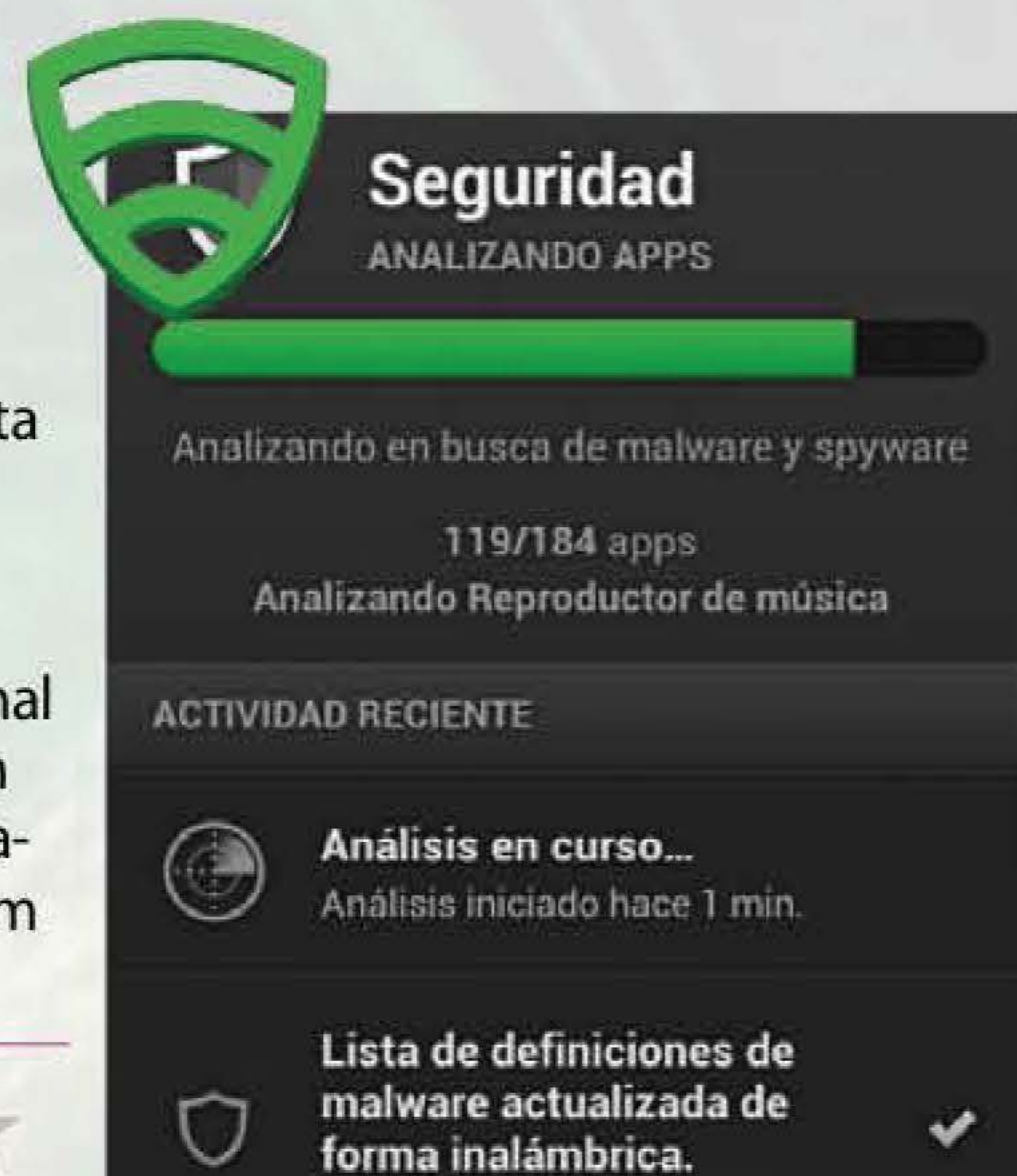 Seguridad
ANALIZANDO APPS
Analizando en busca de malware y spyware
119/184 apps
Analizando Reproductor de música
ACTIVIDAD RECIENTE
Análisis en curso...
Análisis iniciado hace 1 min.
Lista de definiciones de
malware actualizada de
forma inalámbrica.